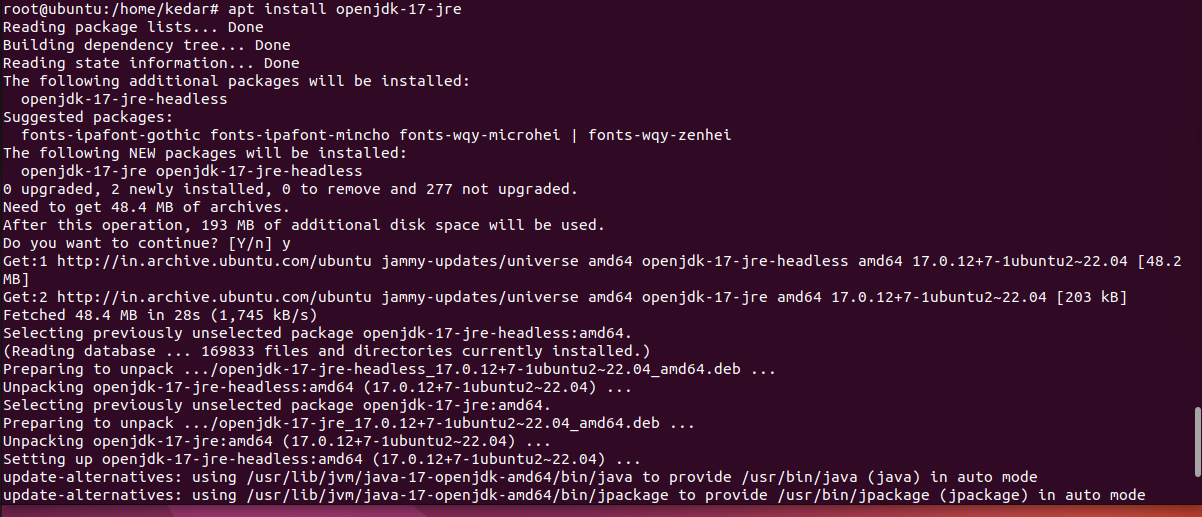 root@ubuntu:/home/kedar# apt install openjdk-17-jre
Reading package lists... Done
Building dependency tree... Done
Reading state information... Done
The following additional packages will be installed:
  openjdk-17-jre-headless
Suggested packages:
  fonts-ipafont-gothic fonts-ipafont-mincho fonts-wqy-microhei | fonts-wqy-zenhei
The following NEW packages will be installed:
  openjdk-17-jre openjdk-17-jre-headless
0 upgraded, 2 newly installed, 0 to remove and 277 not upgraded.
Need to get 48.4 MB of archives.
After this operation, 193 MB of additional disk space will be used.
Do you want to continue? [Y/n] y
Get:1 http://in.archive.ubuntu.com/ubuntu jammy-updates/universe amd64 openjdk-17-jre-headless amd64 17.0.12+7-1ubuntu2~22.04 [48.2
MB]
Get:2 http://in.archive.ubuntu.com/ubuntu jammy-updates/universe amd64 openjdk-17-jre amd64 17.0.12+7-1ubuntu2~22.04 [203 kB]
Fetched 48.4 MB in 28s (1,745 kB/s)
Selecting previously unselected package openjdk-17-jre-headless:amd64.
(Reading database ... 169833 files and directories currently installed.)
Preparing to unpack .../openjdk-17-jre-headless_17.0.12+7-1ubuntu2~22.04_amd64.deb ...
Unpacking openjdk-17-jre-headless:amd64 (17.0.12+7-1ubuntu2~22.04) ...
Selecting previously unselected package openjdk-17-jre:amd64.
Preparing to unpack .../openjdk-17-jre_17.0.12+7-1ubuntu2~22.04_amd64.deb ...
Unpacking openjdk-17-jre:amd64 (17.0.12+7-1ubuntu2~22.04) ...
Setting up openjdk-17-jre-headless:amd64 (17.0.12+7-1ubuntu2~22.04) ...
update-alternatives: using /usr/lib/jvm/java-17-openjdk-amd64/bin/java to provide /usr/bin/java (java) in auto mode
update-alternatives: using /usr/lib/jvm/java-17-openjdk-amd64/bin/jpackage to provide /usr/bin/jpackage (jpackage) in auto mode